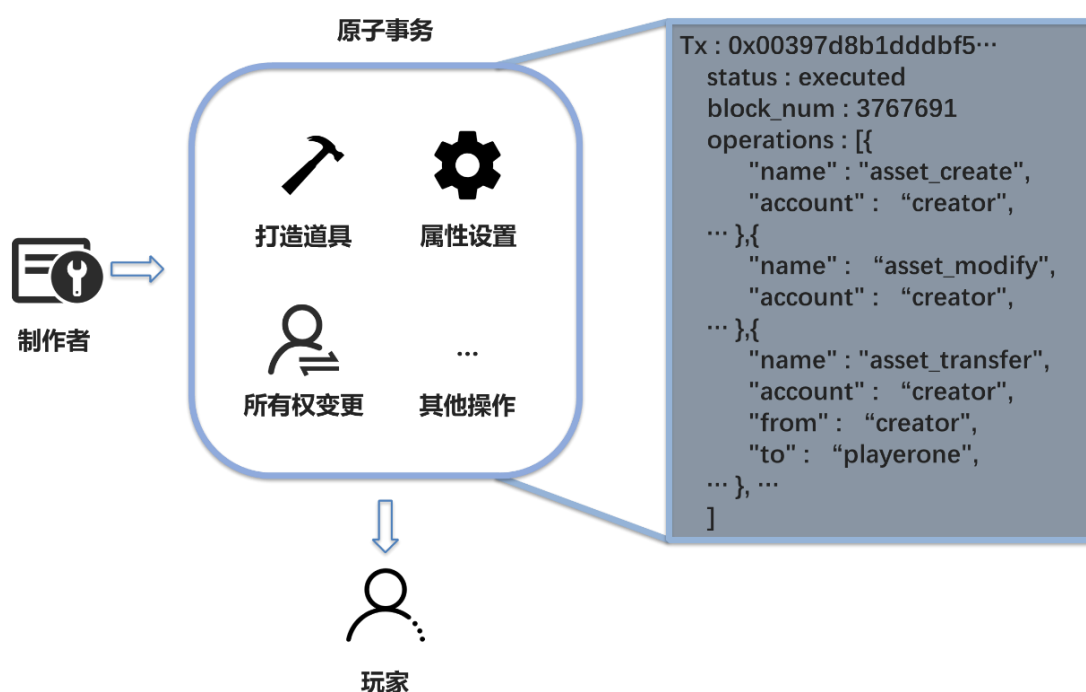 原子事务
打造道具
属性设置
制作者
...
所有权变更
其他操作
玩家
Tx : 0x00397d8b1dddbf5···
status : executed
block_num : 3767691
operations : [{
"name" : "asset_create",
"account" : “creator",
··· },{
"name" : “asset_modify",
"account" : “creator",
··· },{
"name" : "asset_transfer",
"account" : “creator",
"from" : “creator",
"to" : “playerone",
··· }, ···
]